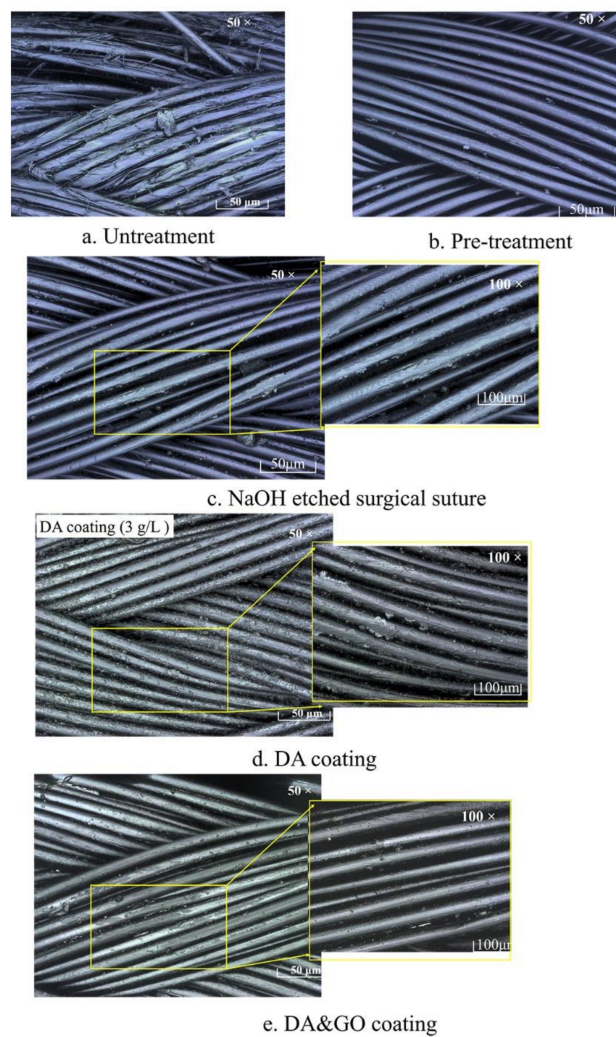 50 ×
50 μm
a. Untreatment
50 ×
50μm
b. Pre-treatment
50 ×
50μm
100 ×
100μm
c. NaOH etched surgical suture
DA coating (3 g/L )
50 ×
50 μm
100 ×
100μm
d. DA coating
50 ×
50 μm
100 ×
100μm
e. DA&GO coating